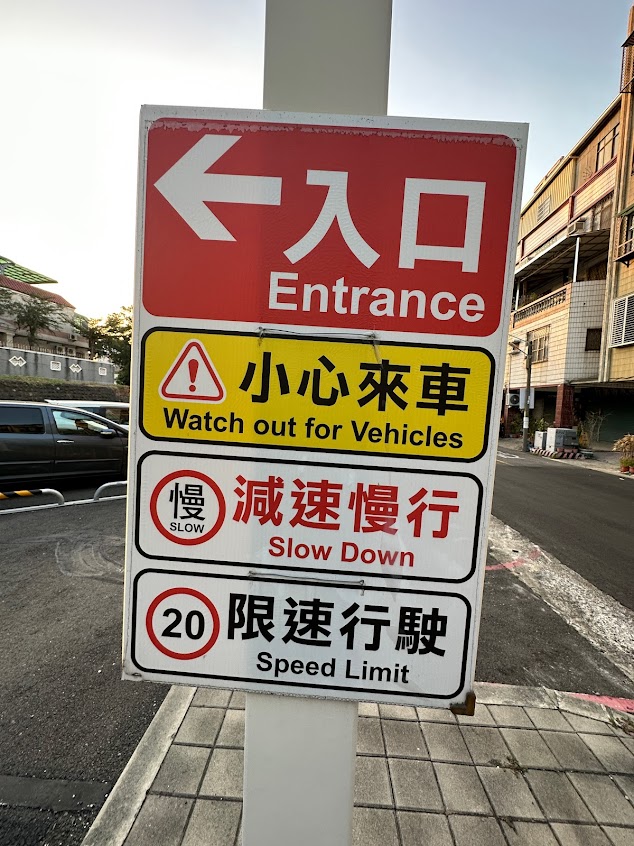 入口
Entrance
小心來車
Watch out for Vehicles
慢
SLOW
減速慢行
Slow Down
20
限速行駛
Speed Limit